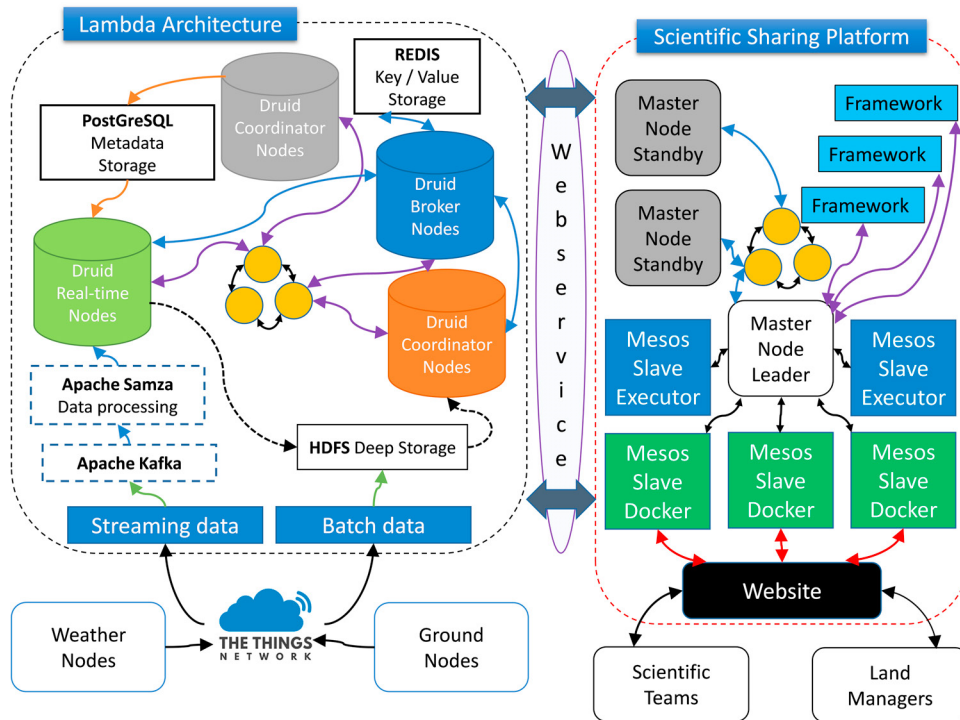 Lambda Architecture
REDIS
Key / Value
Storage
PostGreSQL
Metadata
Storage
Druid
Coordinator
Nodes
Druid
Broker
Nodes
Druid
Real-time
Nodes
Druid
Coordinator
Nodes
Apache Samza
Data processing
Apache Kafka
HDFS Deep Storage
Streaming data
Batch data
Weather
Nodes
THE THINGS
NETWORK
Ground
Nodes
Webservice
Scientific Sharing Platform
Master
Node
Standby
Framework
Framework
Framework
Master
Node
Standby
Master
Node
Leader
Mesos
Slave
Executor
Mesos
Slave
Executor
Mesos
Slave
Docker
Mesos
Slave
Docker
Mesos
Slave
Docker
Website
Scientific
Teams
Land
Managers